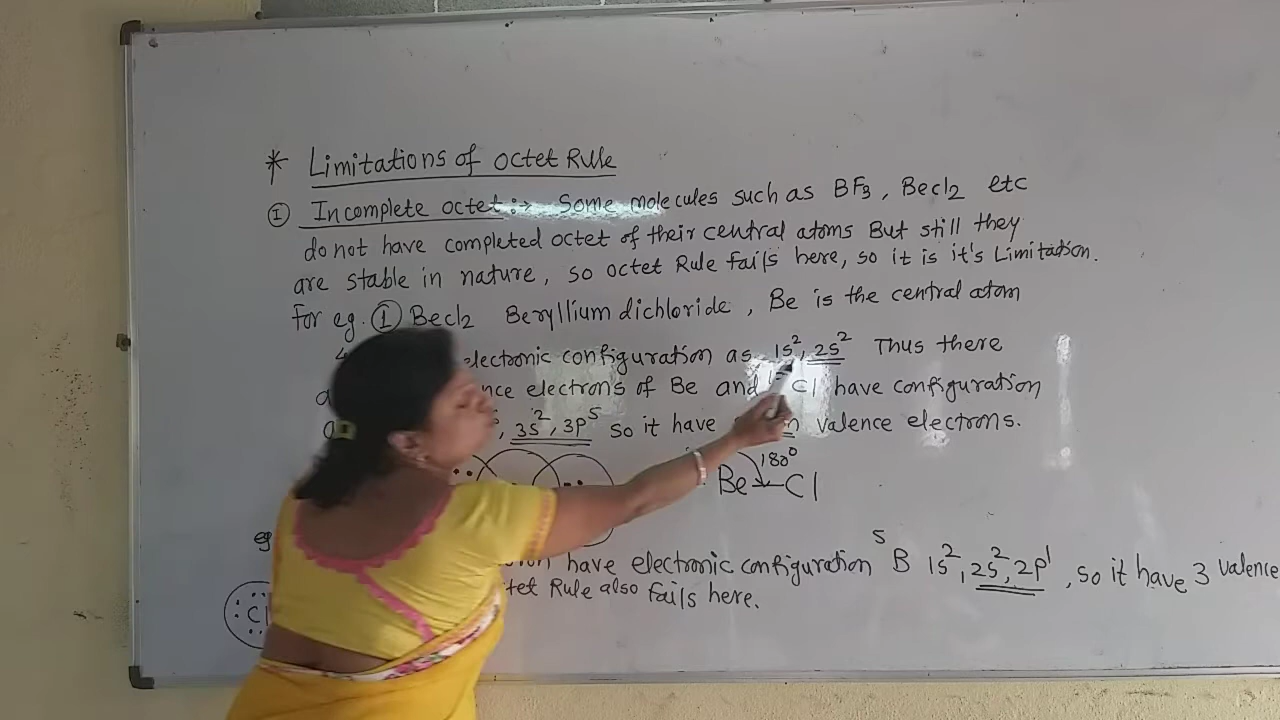 * Limitations of octet Rule
I Incomplete octet :→ Some molecules such as BF3, Becl2 etc
do not have completed octet of their central atoms But still they
are stable in nature, so octet Rule fails here, so it is it's Limitation.
for eg. 1 Becl2 Beryllium dichloride, Be is the central atom
electronic configuration as 1s², 2s² Thus there
electrons of Be and 17Cl have configuration
, 3s², 3p⁵ so it have valence electrons.
180°
Be – Cl
eg
have electronic configuration 5B 1s², 2s², 2p¹, so it have 3 valence
Cl Rule also fails here.